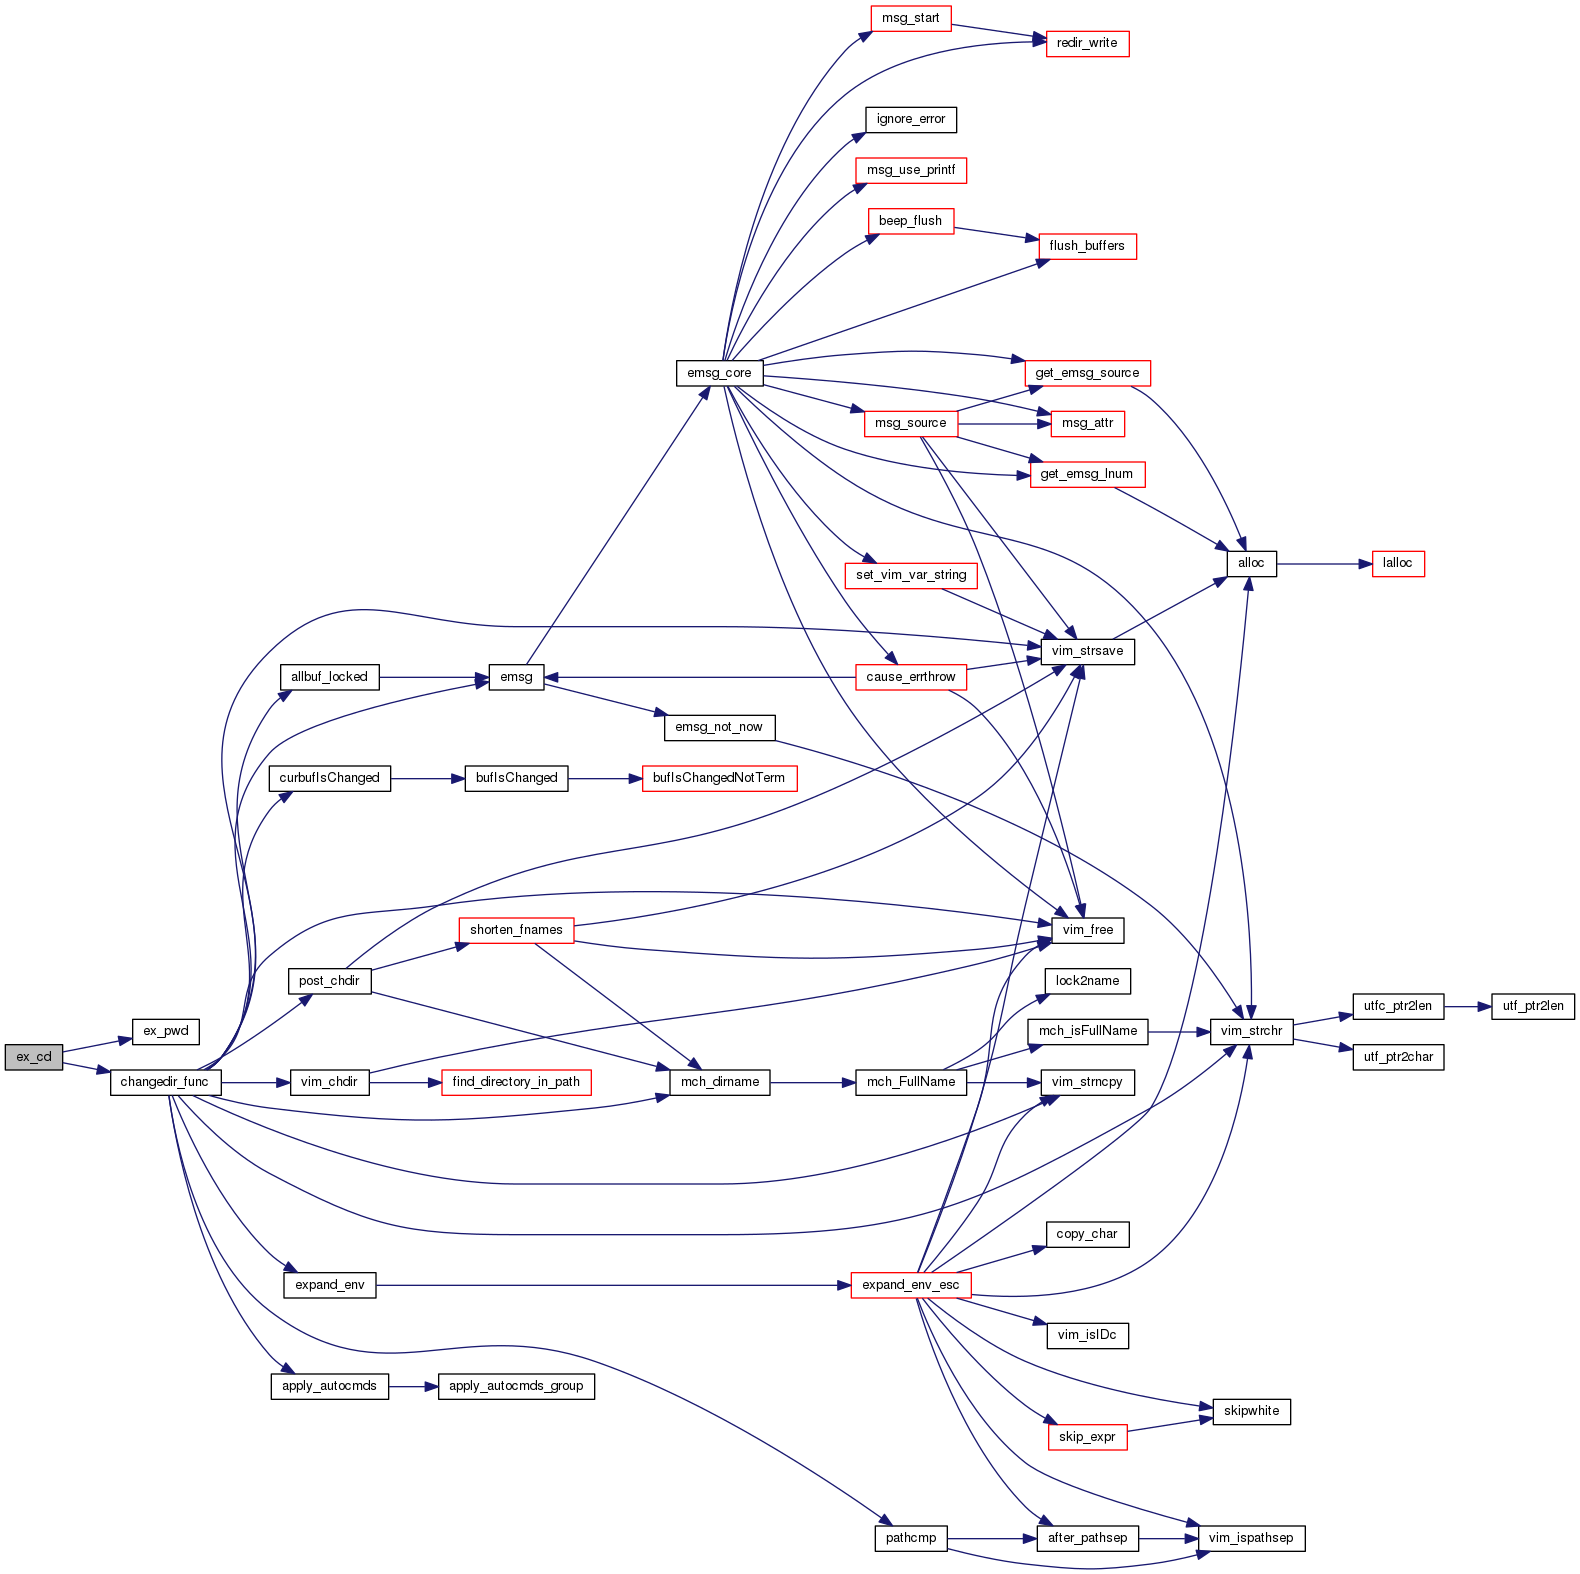 msg_start
redir_write
ignore_error
msg_use_printf
beep_flush
flush_buffers
emsg_core
get_emsg_source
msg_source
msg_attr
get_emsg_lnum
alloc
lalloc
set_vim_var_string
vim_strsave
allbuf_locked
emsg
cause_errthrow
emsg_not_now
curbufIsChanged
bufIsChanged
bufIsChangedNotTerm
shorten_fnames
vim_free
post_chdir
lock2name
utfc_ptr2len
utf_ptr2len
ex_pwd
mch_isFullName
vim_strchr
ex_cd
utf_ptr2char
changedir_func
vim_chdir
find_directory_in_path
mch_dirname
mch_FullName
vim_strncpy
copy_char
expand_env
expand_env_esc
vim_isIDc
apply_autocmds
apply_autocmds_group
skipwhite
skip_expr
pathcmp
after_pathsep
vim_ispathsep